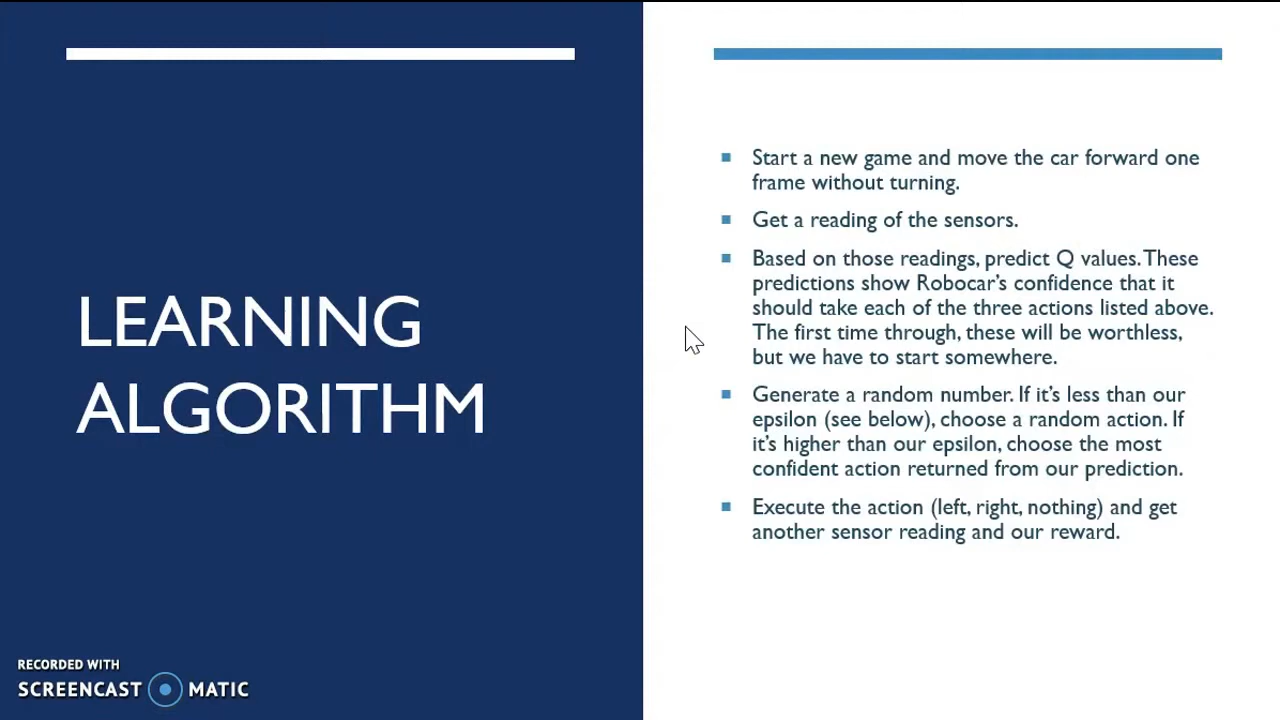 LEARNING
ALGORITHM
Start a new game and move the car forward one
frame without turning.
Get a reading of the sensors.
Based on those readings, predict Q values. These
predictions show Robocar's confidence that it
should take each of the three actions listed above.
The first time through, these will be worthless,
but we have to start somewhere.
Generate a random number. If it's less than our
epsilon (see below), choose a random action. If
it's higher than our epsilon, choose the most
confident action returned from our prediction.
Execute the action (left, right, nothing) and get
another sensor reading and our reward.
RECORDED WITH
SCREENCAST MATIC